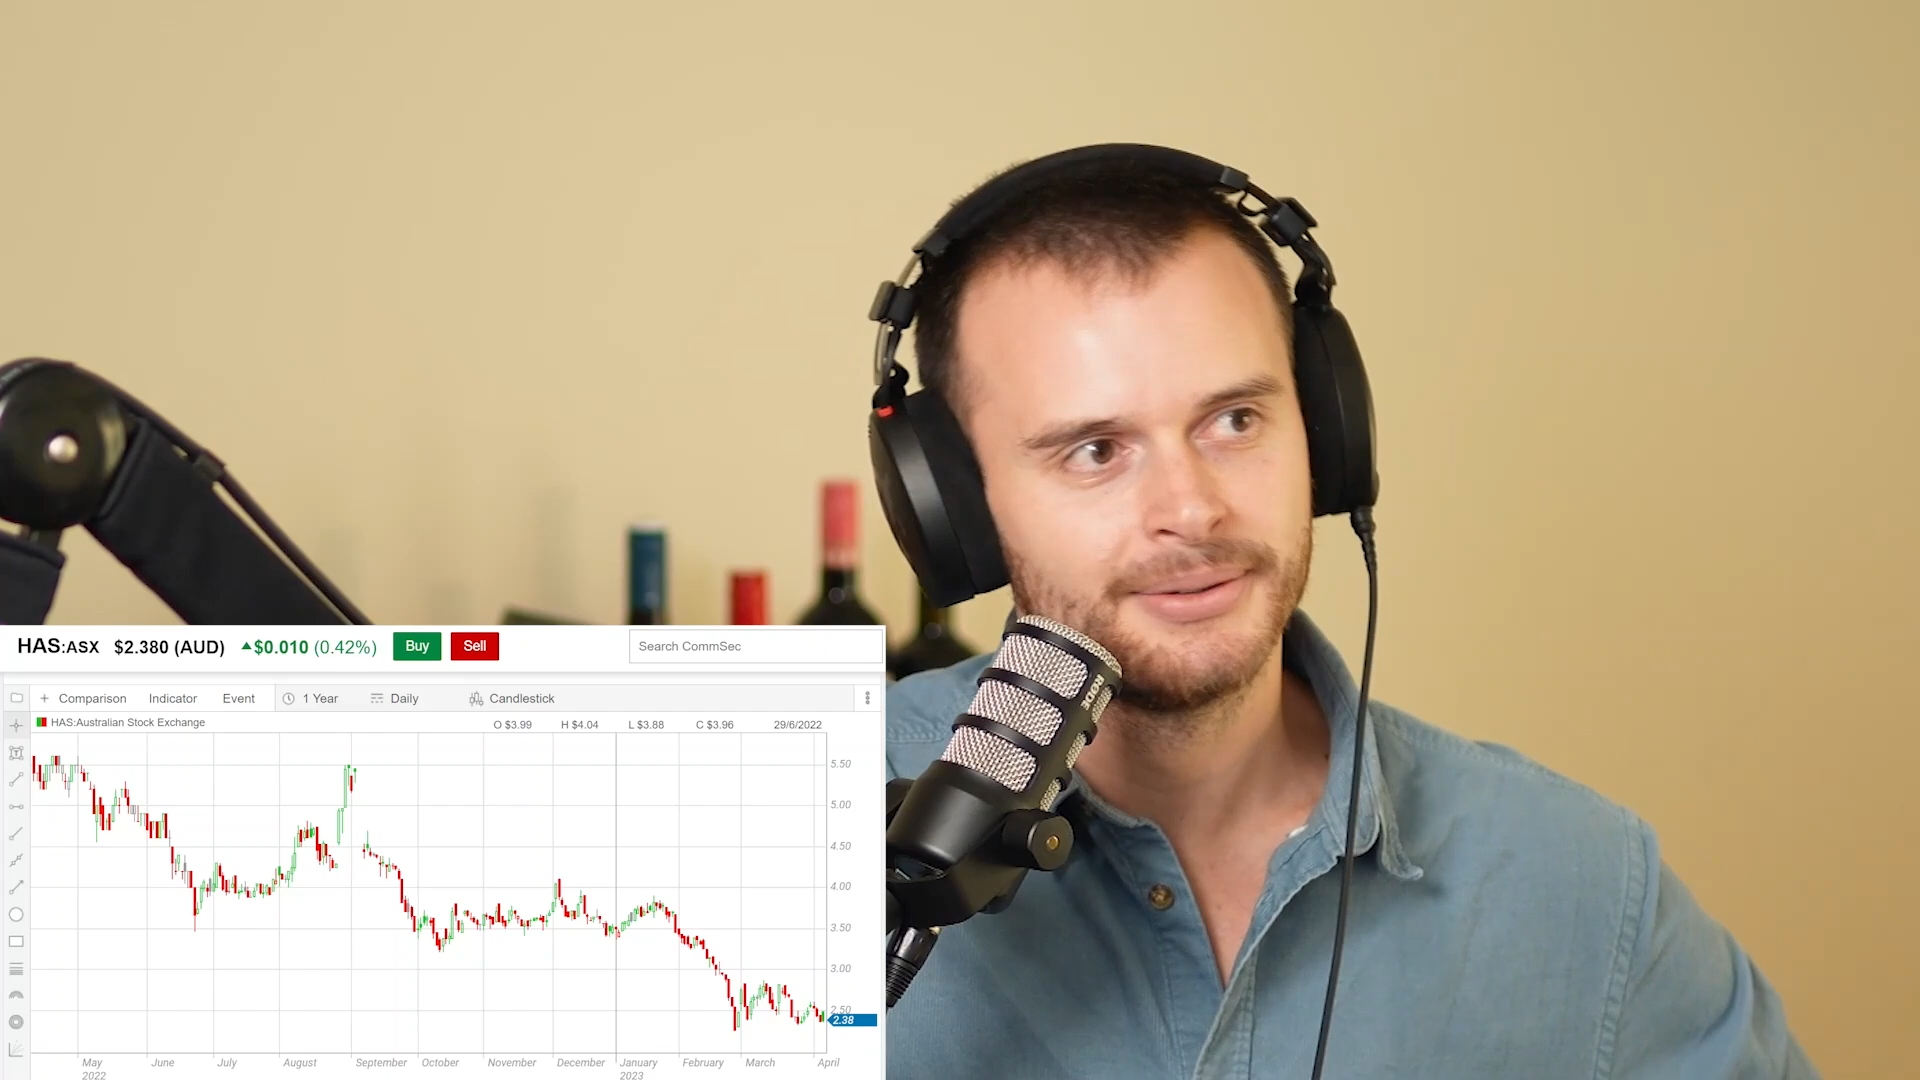 HAS:ASX $2.380 (AUD) $0.010 (0.42%) Buy Sell Search CommSec
+ Comparison Indicator Event 1 Year Daily Candlestick
HAS:Australian Stock Exchange O $3.99 H $4.04 L $3.88 C $3.96 29/6/2022
5.50
5.00
4.50
4.00
3.50
3.00
2.50
2.38
May June July August September October November December January February March April
2022 2023
RØDE